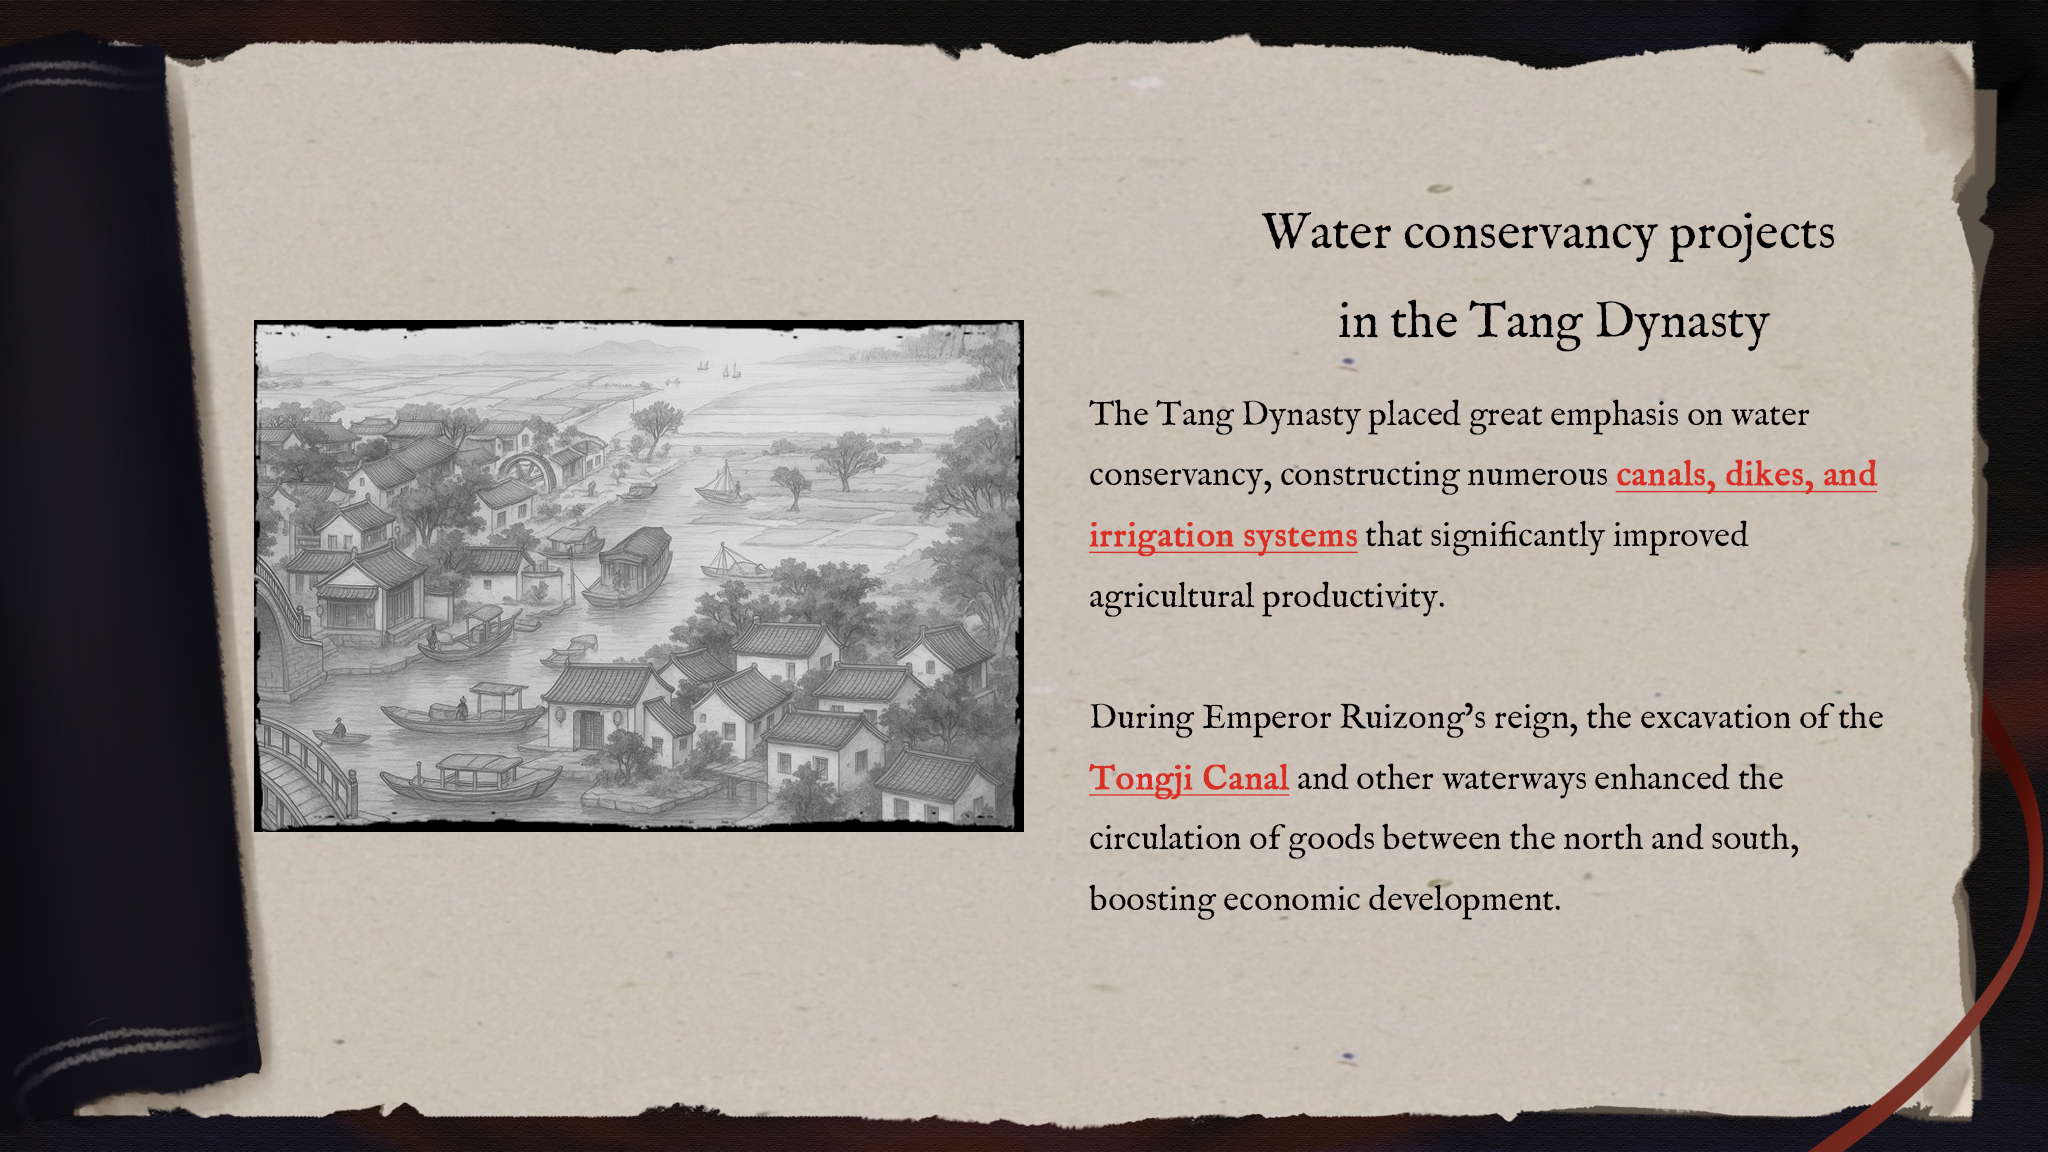 Water conservancy projects
in the Tang Dynasty
The Tang Dynasty placed great emphasis on water
conservancy, constructing numerous canals, dikes, and
irrigation systems that significantly improved
agricultural productivity.
During Emperor Ruizong's reign, the excavation of the
Tongji Canal and other waterways enhanced the
circulation of goods between the north and south,
boosting economic development.